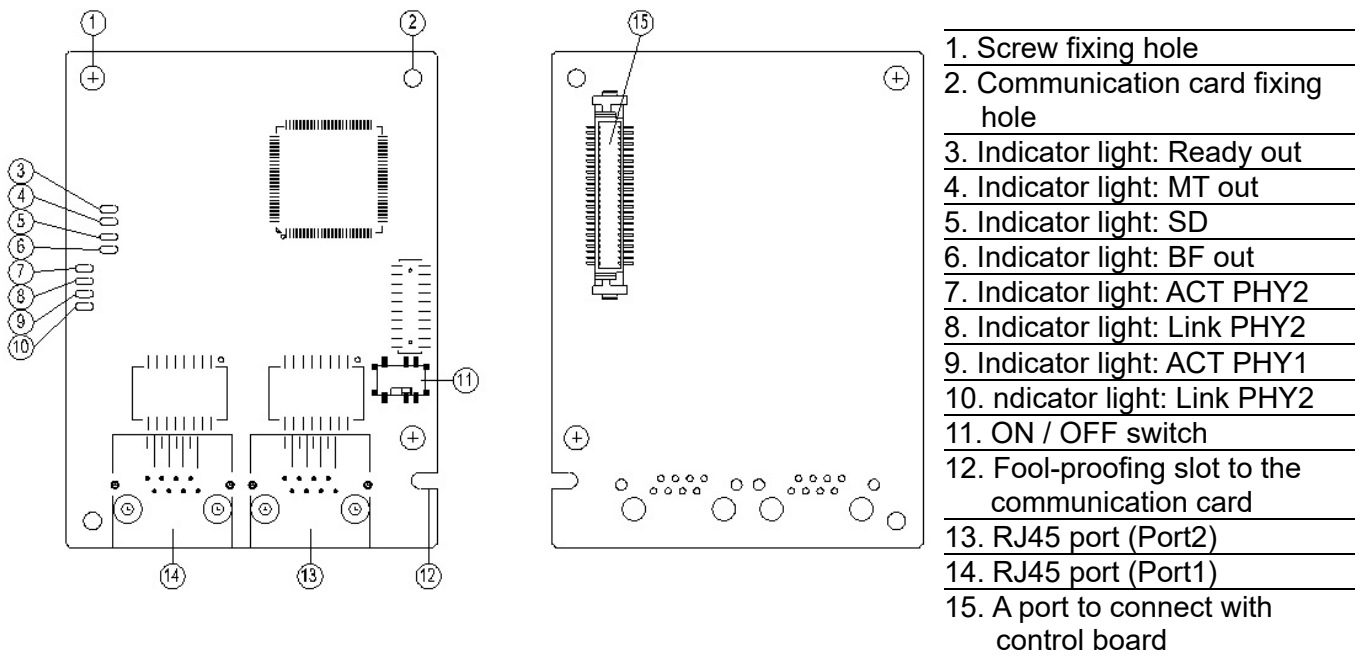 1
2
15
3
4
5
6
7
8
9
10
11
14
13
12
1. Screw fixing hole
2. Communication card fixing
hole
3. Indicator light: Ready out
4. Indicator light: MT out
5. Indicator light: SD
6. Indicator light: BF out
7. Indicator light: ACT PHY2
8. Indicator light: Link PHY2
9. Indicator light: ACT PHY1
10. ndicator light: Link PHY2
11. ON / OFF switch
12. Fool-proofing slot to the
communication card
13. RJ45 port (Port2)
14. RJ45 port (Port1)
15. A port to connect with
control board